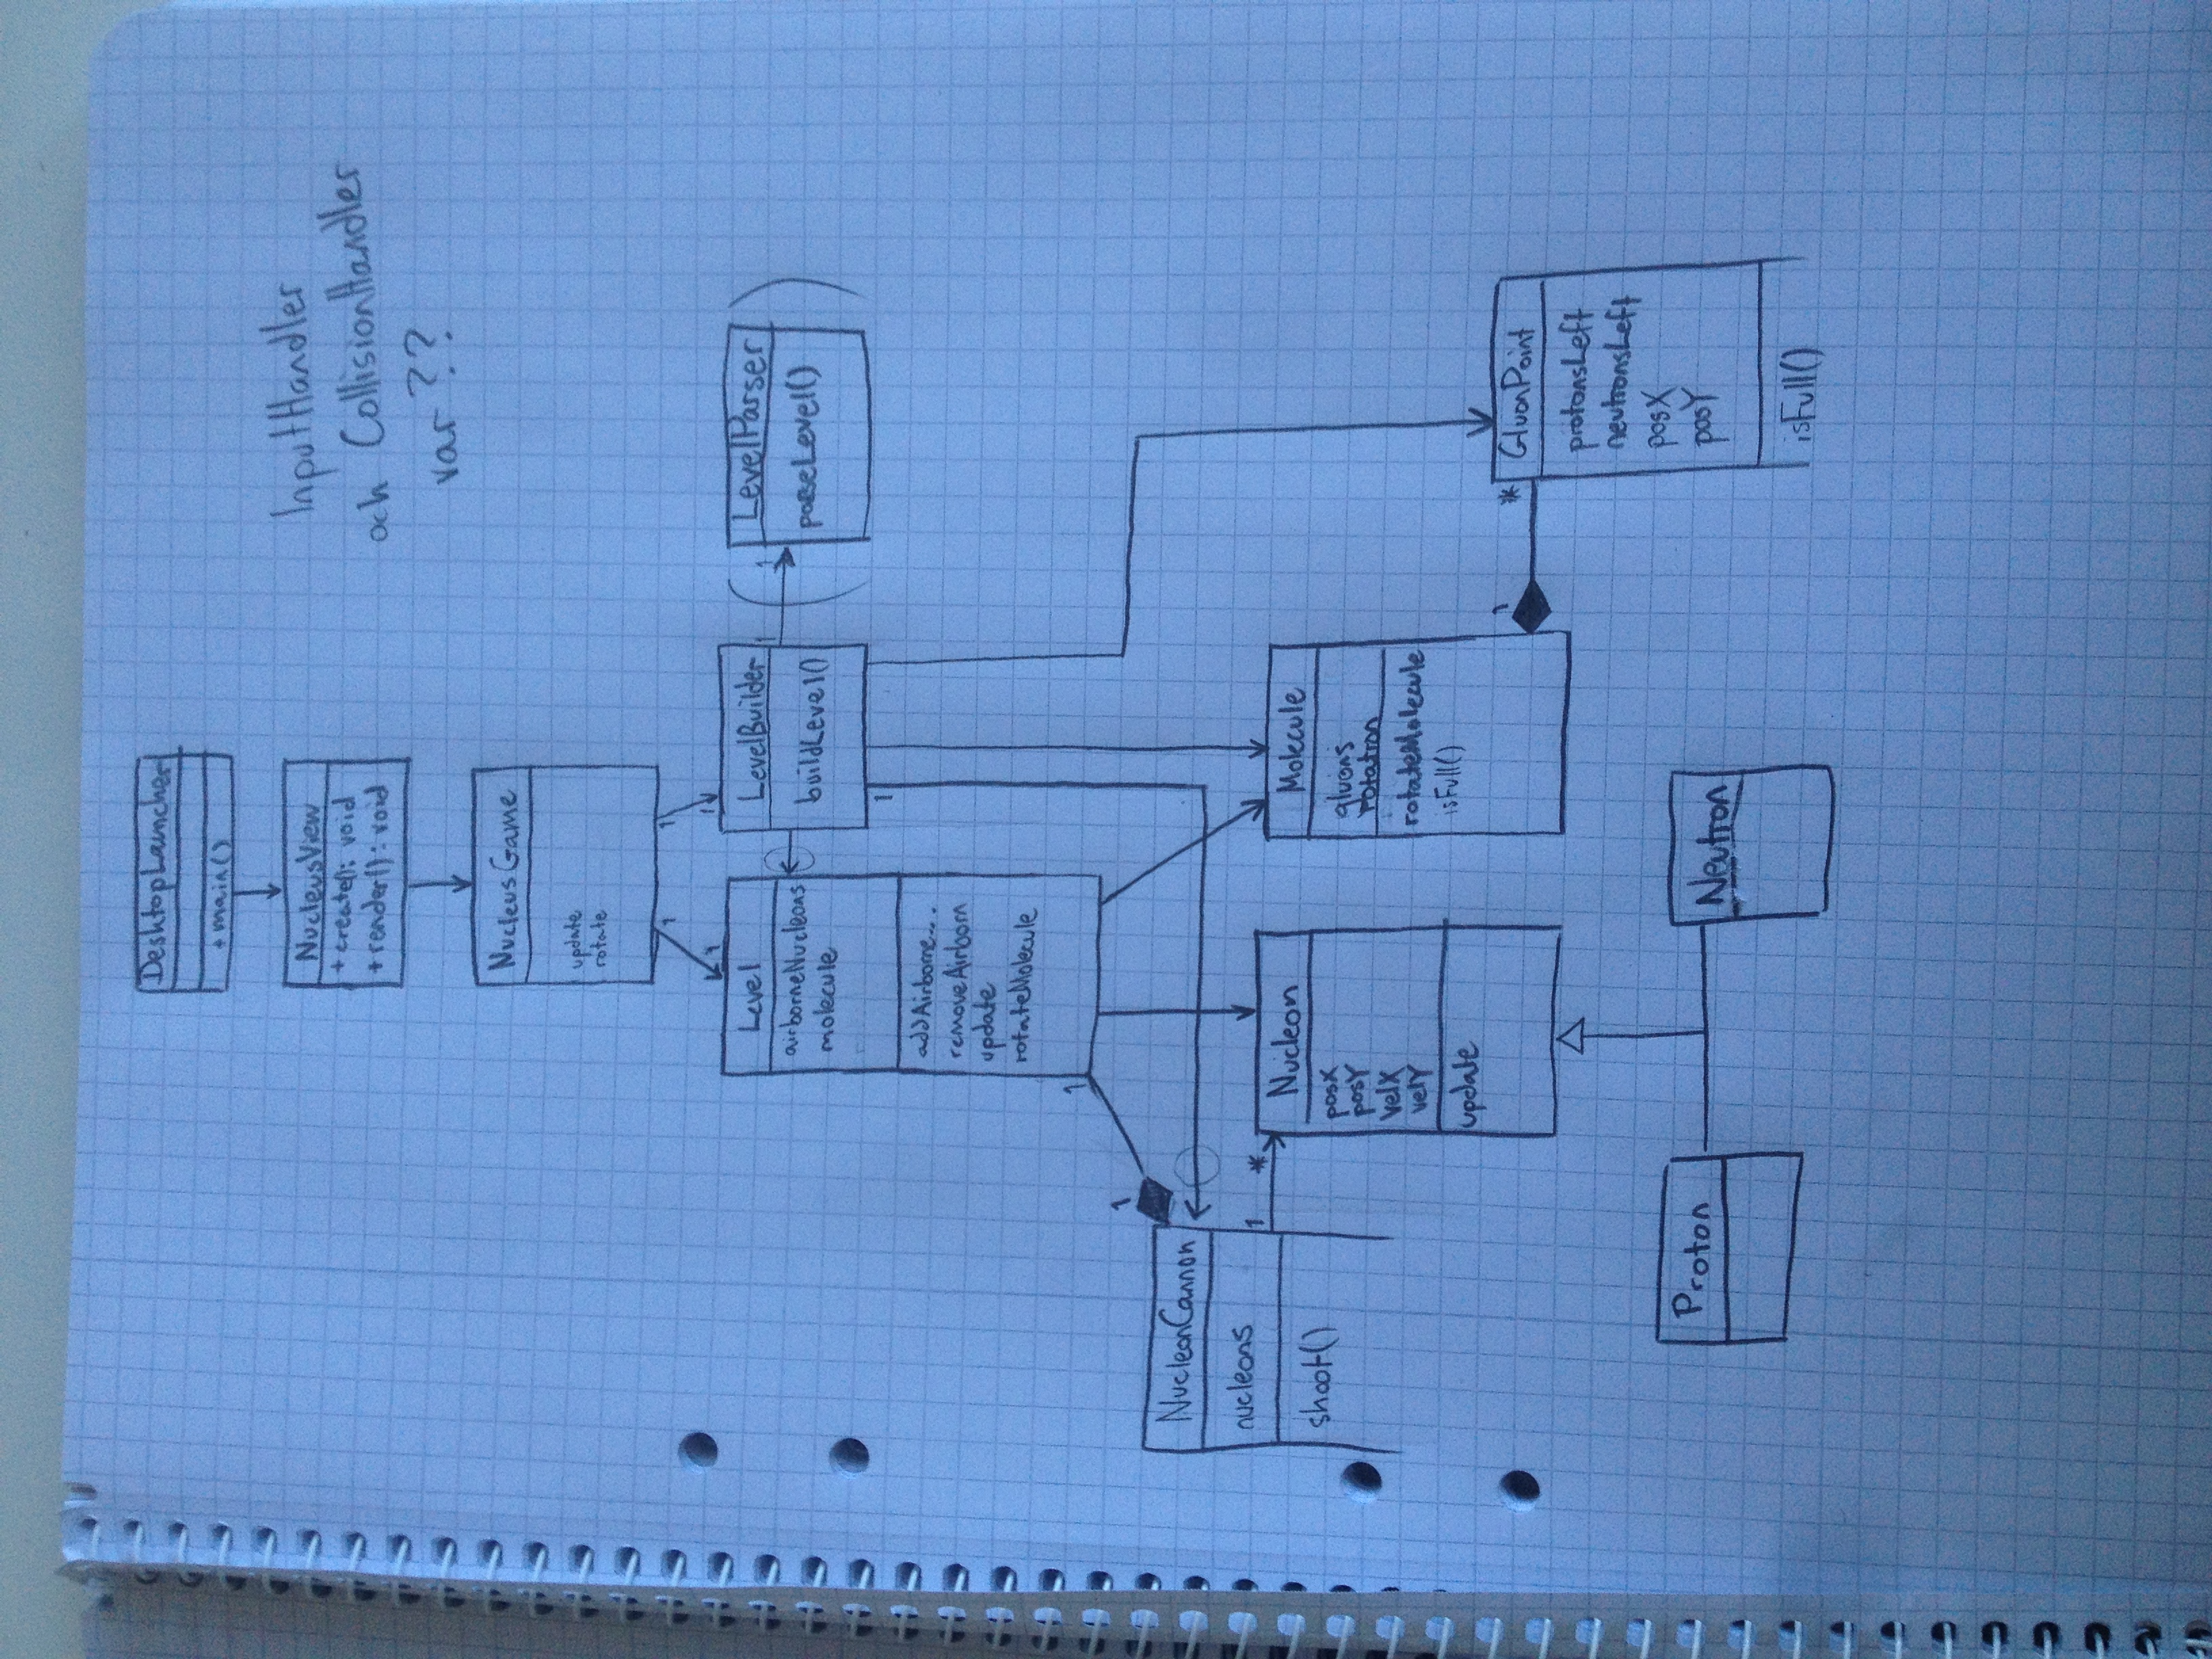 DesktopLauncher
+main()
NucleusView
+create(): void
+render(): void
InputHandler
och CollisionHandler
var??
NucleusGame
update
rotate
1
1
1
1
Level
airborneNucleons
molecule
addAirborne...
removeAirborn
update
rotateMolecule
LevelBuilder
buildLevel()
1
1
LevelParser
parseLevel()
1
1
1
NucleonCannon
nucleons
shoot()
1
*
Nucleon
posX
posY
velX
velY
update
Molecule
gluons
rotation
rotateMolecule
isFull()
1
*
GluonPoint
protonsLeft
neutronsLeft
posX
posY
isFull()
Proton
Neutron